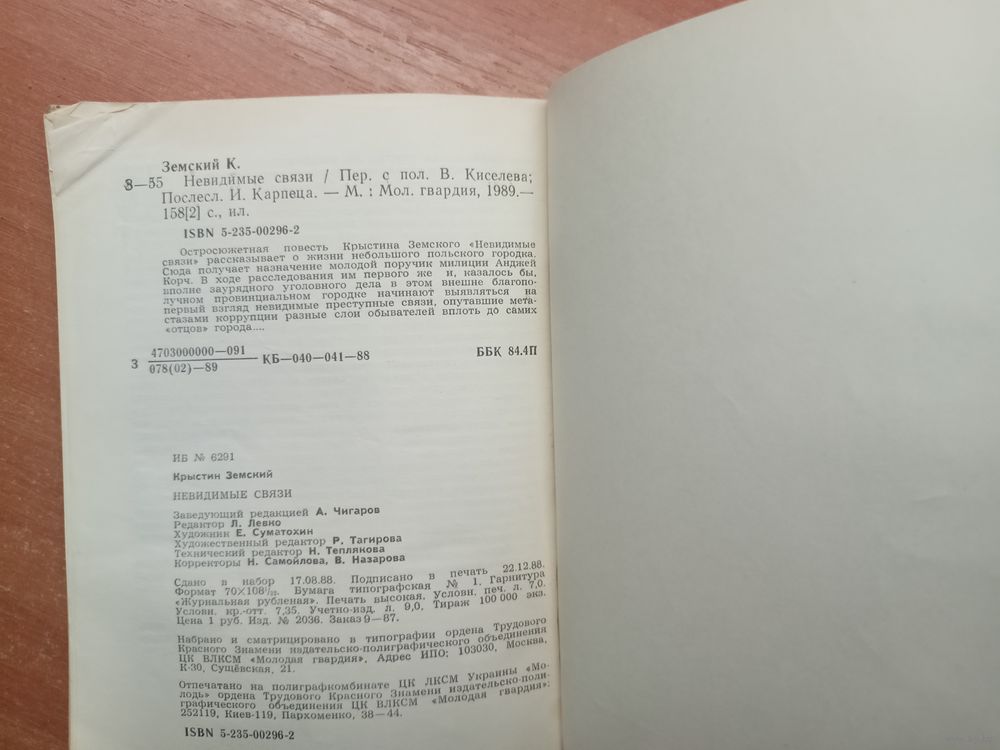 Земский К.
З—55 Невидимые связи / Пер. с пол. В. Киселева;
Послесл. И. Карпеца. — М. : Мол. гвардия, 1989.—
158[2] с., ил.
ISBN 5-235-00296-2
Остросюжетная повесть Крыстина Земского «Невидимые
связи» рассказывает о жизни небольшого польского городка.
Сюда получает назначение молодой поручик милиции Анджей
Корч. В ходе расследования им первого же и, казалось бы,
вполне заурядного уголовного дела в этом внешне благопо-
лучном провинциальном городке начинают выявляться на
первый взгляд невидимые преступные связи, опутавшие мета-
стазами коррупции разные слои обывателей вплоть до самих
«отцов» города....
З 4703000000—091 КБ—040—041—88 ББК 84.4П
078(02)—89
ИБ № 6291
Крыстин Земский
НЕВИДИМЫЕ СВЯЗИ
Заведующий редакцией А. Чигаров
Редактор Л. Левко
Художник Е. Суматохин
Художественный редактор Р. Тагирова
Технический редактор Н. Теплякова
Корректоры Н. Самойлова, В. Назарова
Сдано в набор 17.08.88. Подписано в печать 22.12.88.
Формат 70×108¹/₃₂. Бумага типографская № 1. Гарнитура
«Журнальная рубленая». Печать высокая. Условн. печ. л. 7,0.
Условн. кр.-отт. 7,35. Учетно-изд. л. 9,0. Тираж 100 000 экз.
Цена 1 руб. Изд. № 2036. Заказ 9—87.
Набрано и сматрицировано в типографии ордена Трудового
Красного Знамени издательско-полиграфического объединения
ЦК ВЛКСМ «Молодая гвардия», Адрес ИПО: 103030, Москва,
К-30, Сущёвская, 21.
Отпечатано на полиграфкомбинате ЦК ЛКСМ Украины «Мо-
лодь» ордена Трудового Красного Знамени издательско-поли-
графического объединения ЦК ВЛКСМ «Молодая гвардия»:
252119, Киев-119, Пархоменко, 38—44.
ISBN 5-235-00296-2